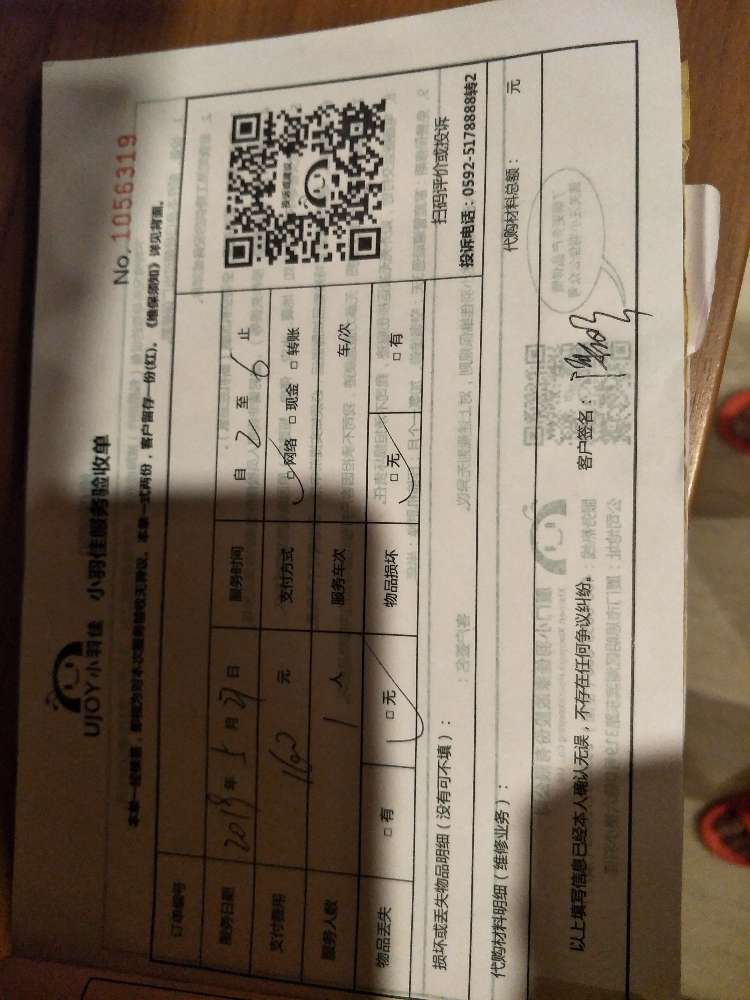 UJOY小羽佳 小羽佳服务验收单
No. 1056319
本单一式两份，客户留存一份(红)。《维保须知》详见背面。
订单编号
服务日期 2019年5月 日 服务时间 自2至6止
支付费用 元 支付方式 □网络 □现金 □转账
服务人数 1人 服务车次 车/次
物品丢失 □有 □无 物品损坏 □无 □有
扫码评价或投诉
投诉电话：0592-5178888转2
损坏或丢失物品明细（没有可不填）：
代购材料明细（维修业务）： 代购材料总额： 元
以上填写信息已经本人确认无误，不存在任何争议纠纷。 客户签名：